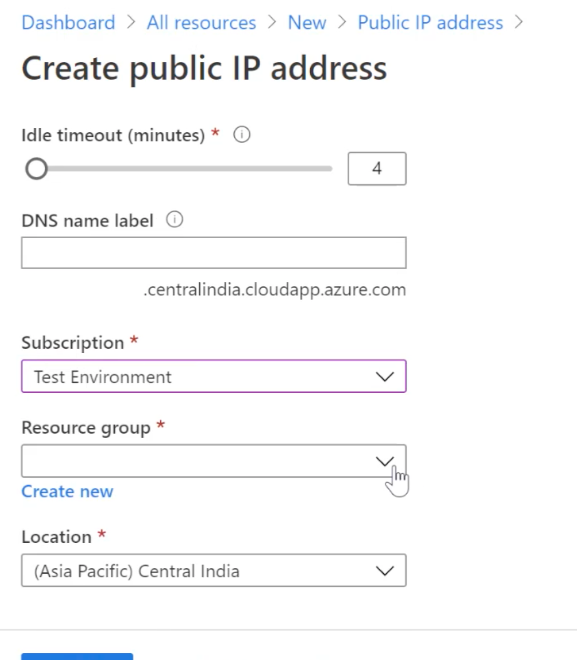 Dashboard > All resources > New > Public IP address >
Create public IP address
Idle timeout (minutes) *
4
DNS name label
.centralindia.cloudapp.azure.com
Subscription *
Test Environment
Resource group *
Create new
Location *
(Asia Pacific) Central India